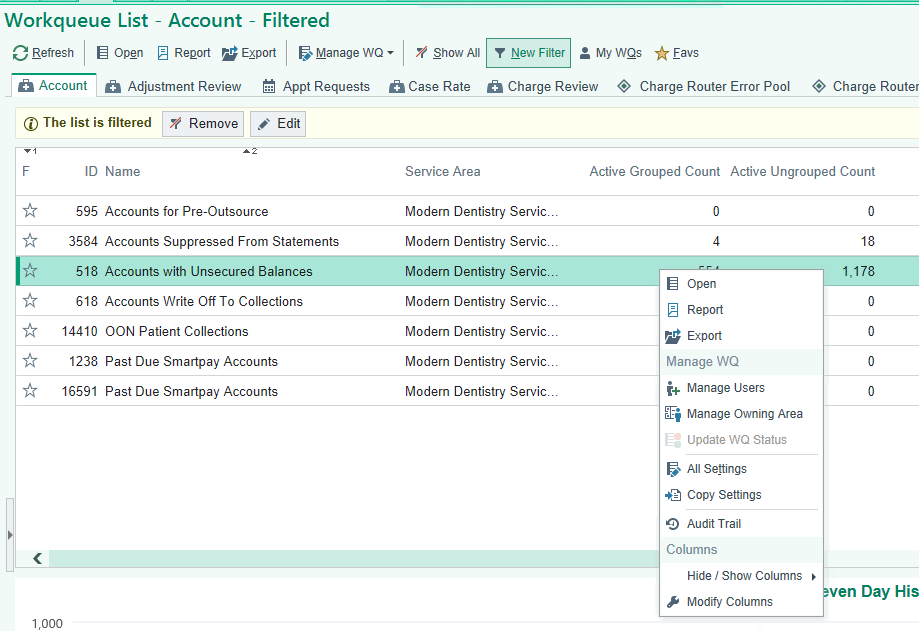 Workqueue List - Account - Filtered
Refresh Open Report Export Manage WQ Show All New Filter My WQs Favs
Account Adjustment Review Appt Requests Case Rate Charge Review Charge Router Error Pool Charge Router
The list is filtered Remove Edit
1 2
F ID Name Service Area Active Grouped Count Active Ungrouped Count
595 Accounts for Pre-Outsource Modern Dentistry Servic... 0 0
3584 Accounts Suppressed From Statements Modern Dentistry Servic... 4 18
518 Accounts with Unsecured Balances Modern Dentistry Servic... 1,178
618 Accounts Write Off To Collections Modern Dentistry Servic... 0
14410 OON Patient Collections Modern Dentistry Servic... 0
1238 Past Due Smartpay Accounts Modern Dentistry Servic... 0
16591 Past Due Smartpay Accounts Modern Dentistry Servic... 0
Open
Report
Export
Manage WQ
Manage Users
Manage Owning Area
Update WQ Status
All Settings
Copy Settings
Audit Trail
Columns
Hide / Show Columns
Modify Columns
even Day His
1,000